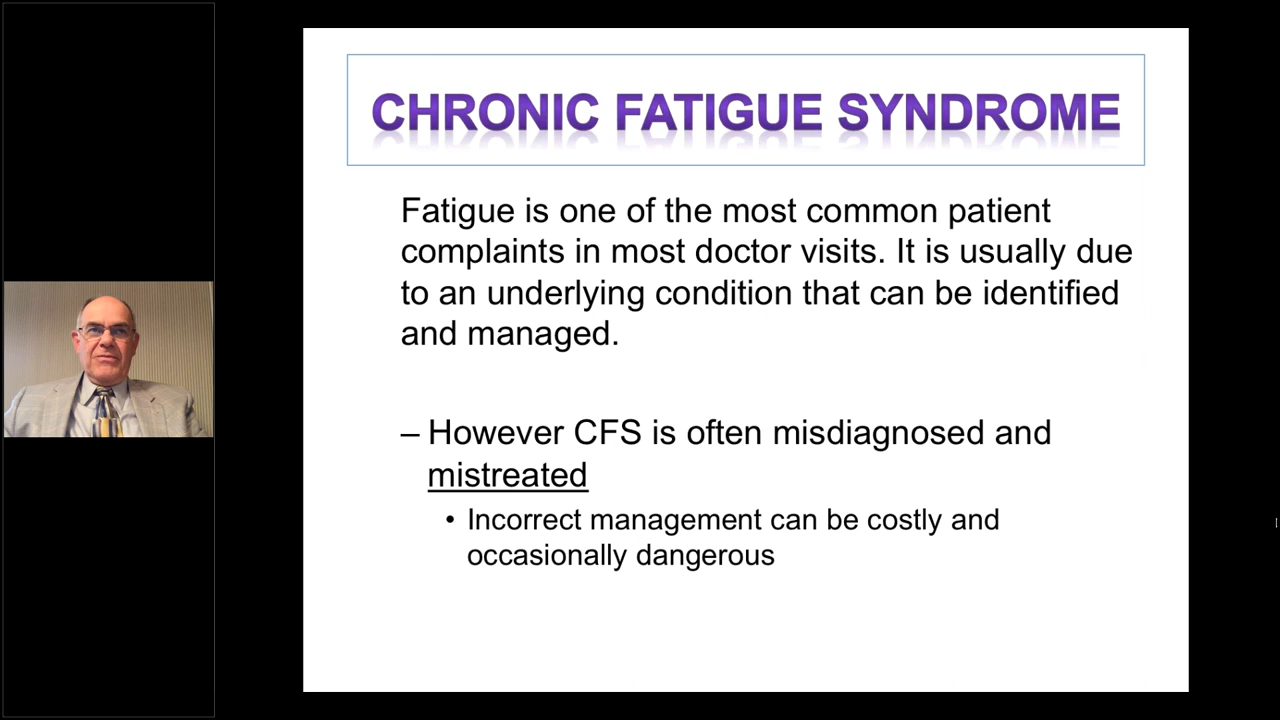 CHRONIC FATIGUE SYNDROME
Fatigue is one of the most common patient
complaints in most doctor visits. It is usually due
to an underlying condition that can be identified
and managed.
– However CFS is often misdiagnosed and
mistreated
• Incorrect management can be costly and
occasionally dangerous